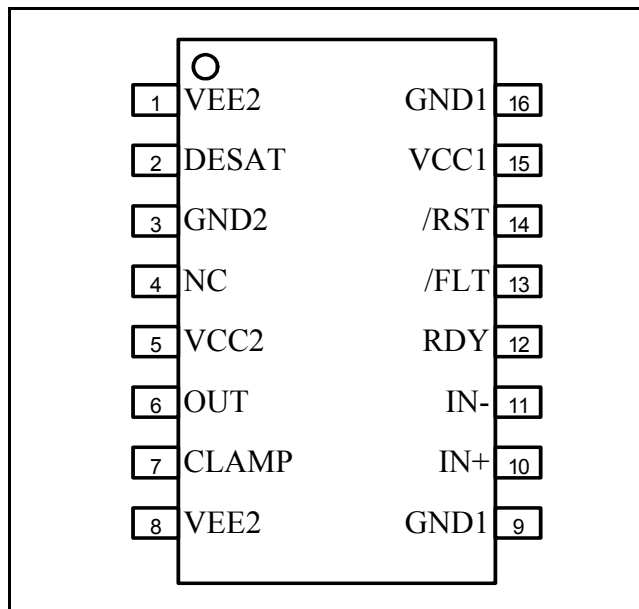 1 VEE2 GND1 16
2 DESAT VCC1 15
3 GND2 /RST 14
4 NC /FLT 13
5 VCC2 RDY 12
6 OUT IN- 11
7 CLAMP IN+ 10
8 VEE2 GND1 9